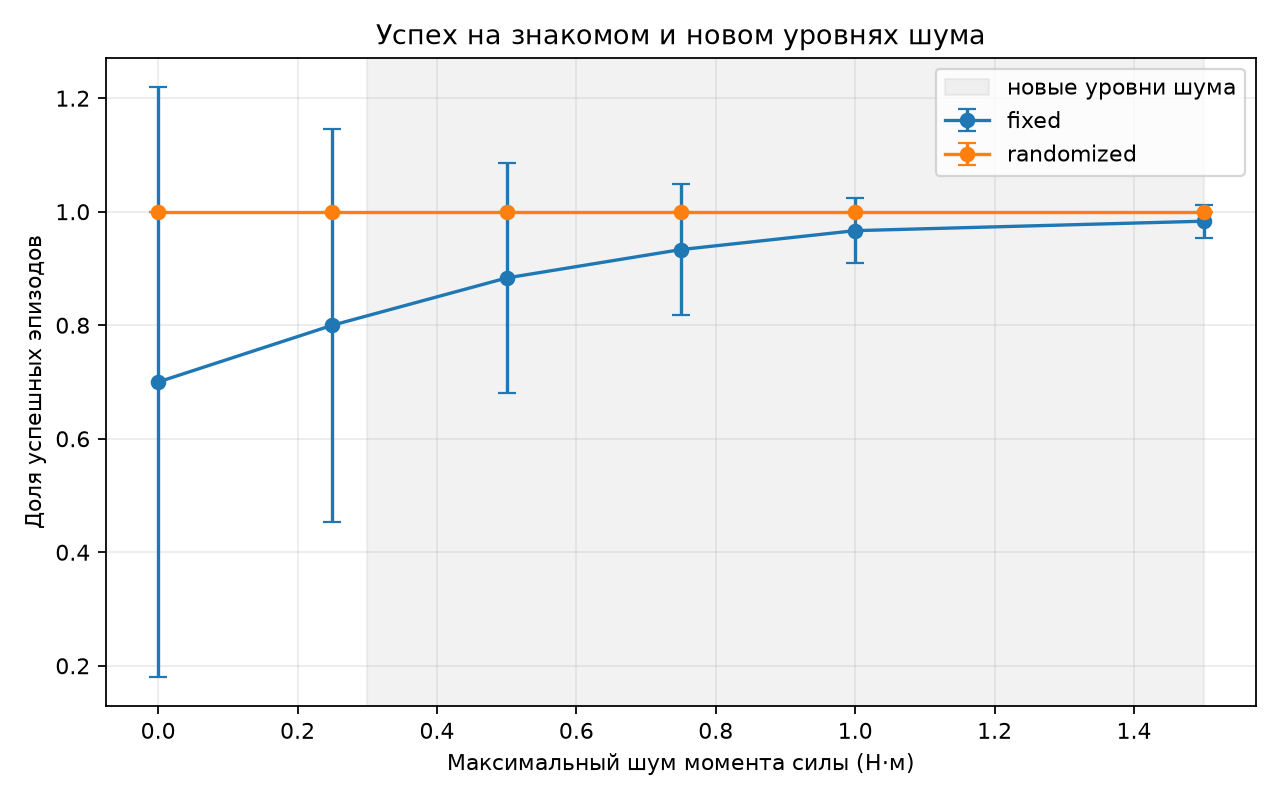 Успех на знакомом и новом уровнях шума
новые уровни шума
fixed
randomized
Доля успешных эпизодов
1.2
1.0
0.8
0.6
0.4
0.2
0.0 0.2 0.4 0.6 0.8 1.0 1.2 1.4
Максимальный шум момента силы (Н·м)